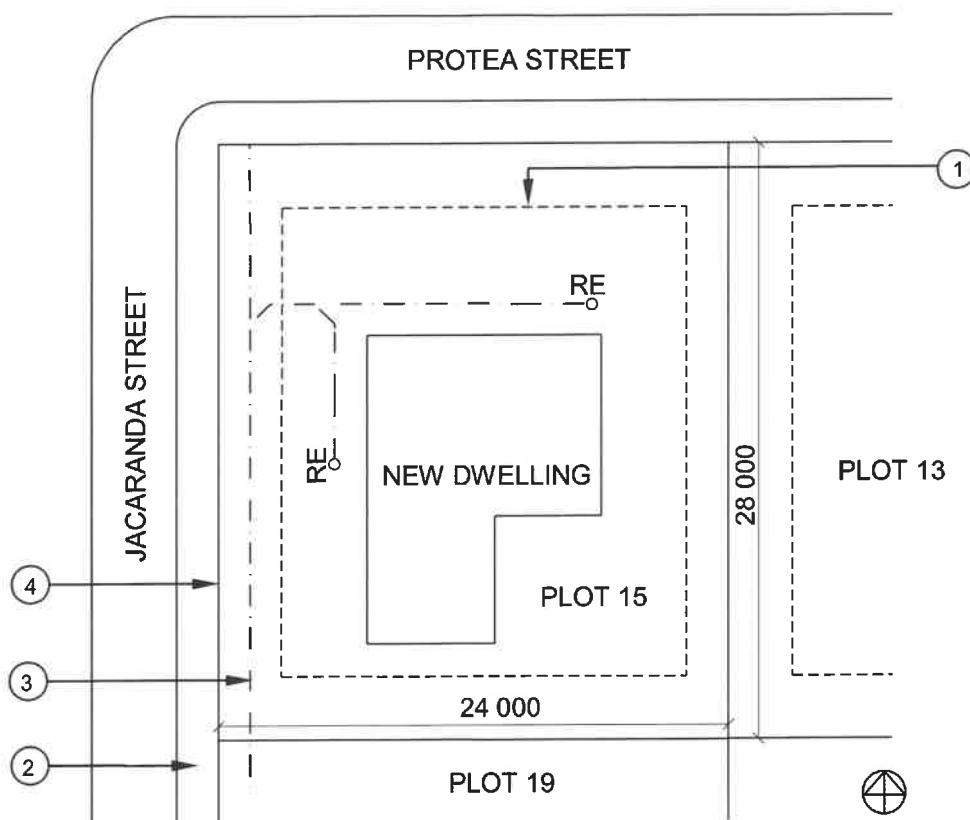 PROTEA STREET
1
RE
JACARANDA STREET
RE
NEW DWELLING
28 000
PLOT 13
4
PLOT 15
3
24 000
2
PLOT 19